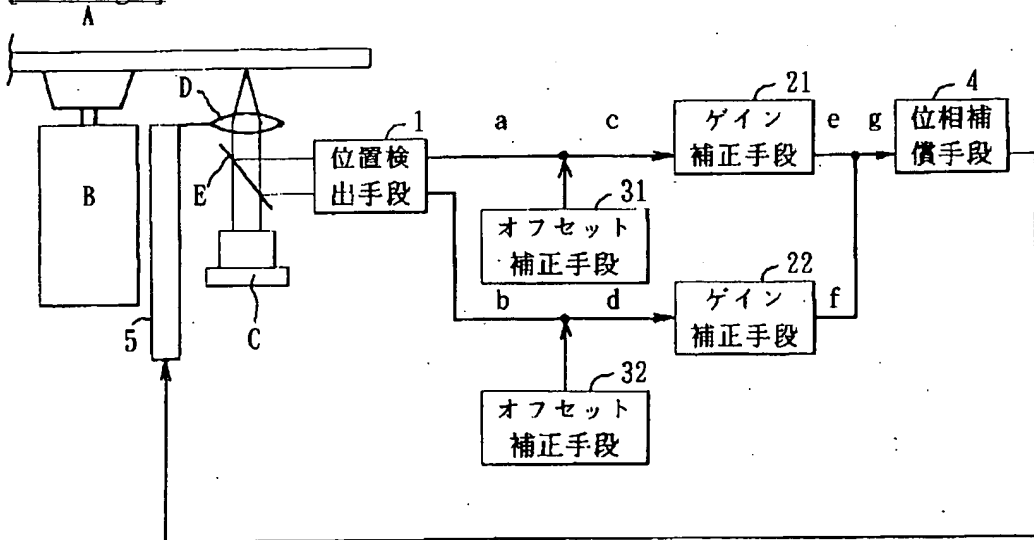 A
D
E
B
C
5
1
位置検
出手段
a
c
b
d
31
オフセット
補正手段
32
オフセット
補正手段
21
ゲイン
補正手段
22
ゲイン
補正手段
e
g
f
4
位相補
償手段